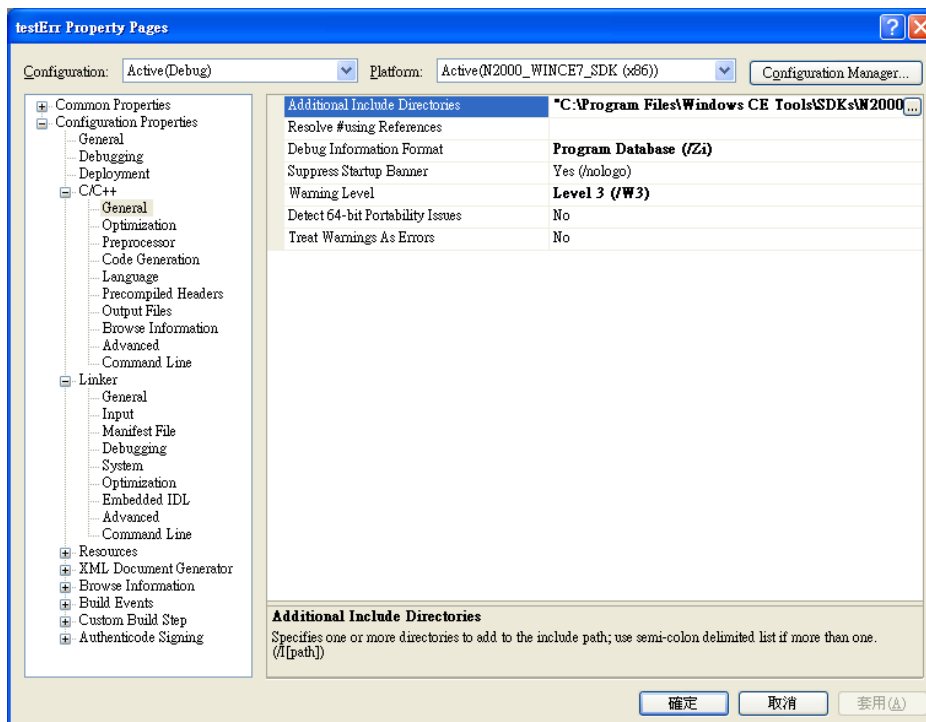 testErr Property Pages
Configuration: Active(Debug) Platform: Active(N2000_WINCE7_SDK (x86)) Configuration Manager...
Common Properties
Configuration Properties
General
Debugging
Deployment
C/C++
General
Optimization
Preprocessor
Code Generation
Language
Precompiled Headers
Output Files
Browse Information
Advanced
Command Line
Linker
General
Input
Manifest File
Debugging
System
Optimization
Embedded IDL
Advanced
Command Line
Resources
XML Document Generator
Browse Information
Build Events
Custom Build Step
Authenticode Signing
Additional Include Directories "C:\Program Files\Windows CE Tools\SDKs\N2000 ...
Resolve #using References
Debug Information Format Program Database (/Zi)
Suppress Startup Banner Yes (/nologo)
Warning Level Level 3 (/W3)
Detect 64-bit Portability Issues No
Treat Warnings As Errors No
Additional Include Directories
Specifies one or more directories to add to the include path; use semi-colon delimited list if more than one.
(/I[path])
確定 取消 套用(A)